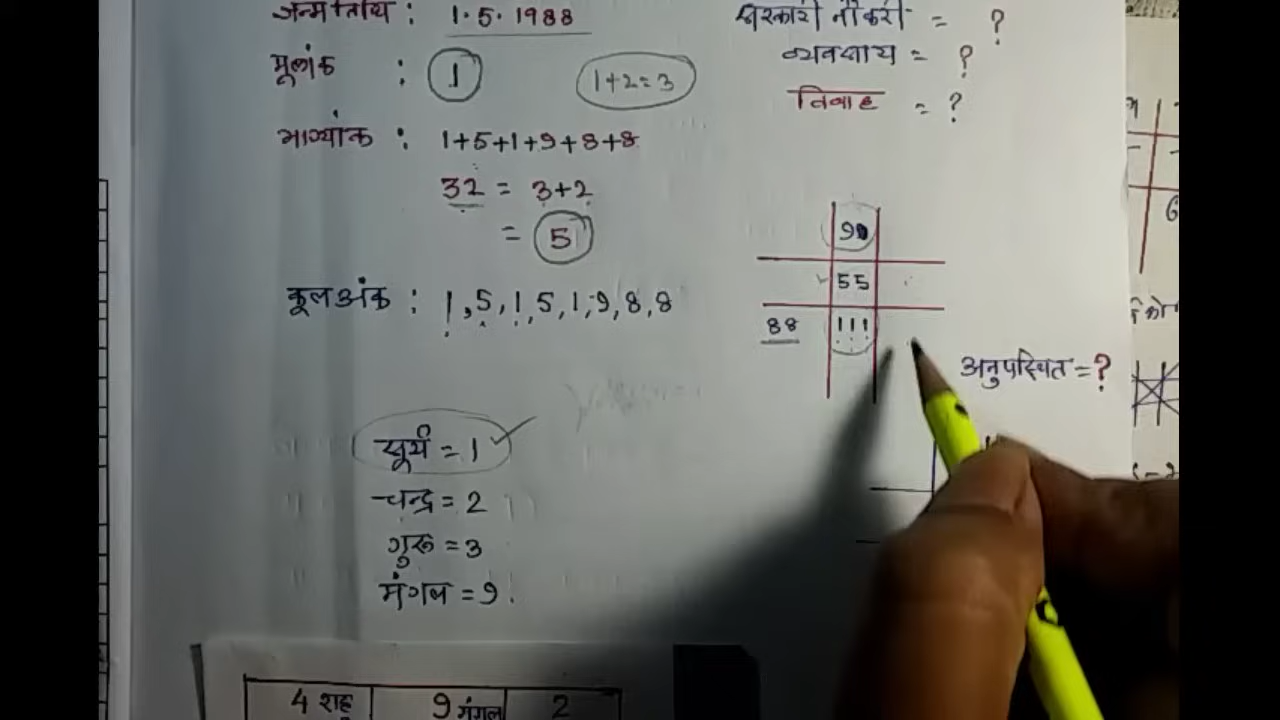 जन्मतिथि : 1.5.1988
मूलांक : 1
1+2=3
भाग्यांक : 1+5+1+9+8+8
32 = 3+2
= 5
कूलअंक : 1,5,1,5,1,9,8,8
सूर्य = 1
चन्द्र = 2
गुरू = 3
मंगल = 9.
सरकारी नौकरी = ?
व्यवसाय = ?
विवाह = ?
55
88 111
अनुपस्थित = ?
4 राहू 9 मंगल 2